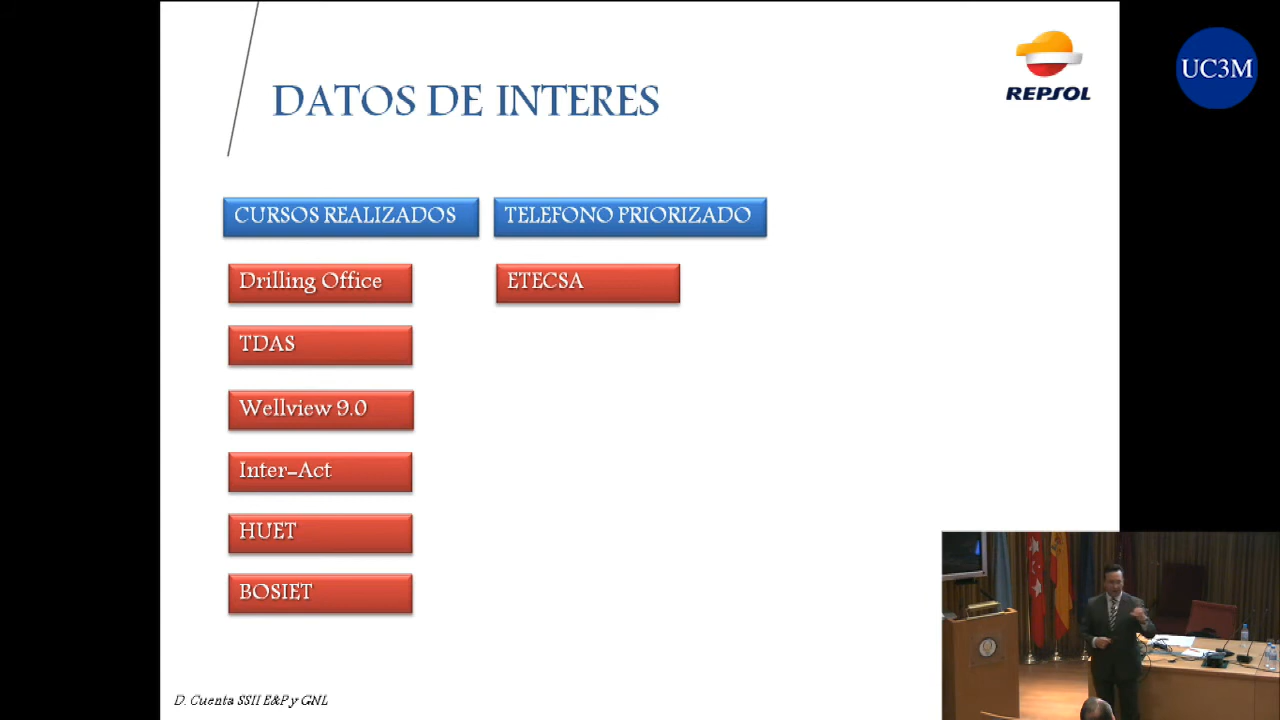 DATOS DE INTERES
REPSOL
UC3M
CURSOS REALIZADOS
TELEFONO PRIORIZADO
Drilling Office
ETECSA
TDAS
Wellview 9.0
Inter-Act
HUET
BOSIET
D. Cuenta SSII E&P y GNL